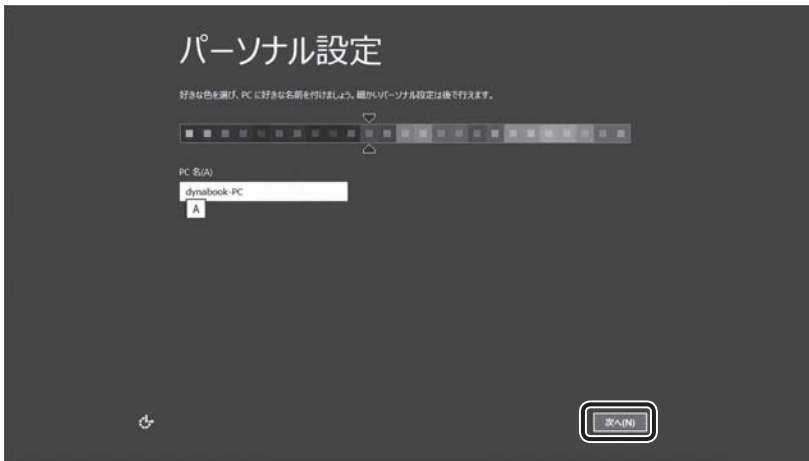 パーソナル設定
好きな色を選び、PC に好きな名前を付けましょう。細かいパーソナル設定は後で行えます。
PC 名(A)
dynabook-PC
A
次へ(N)